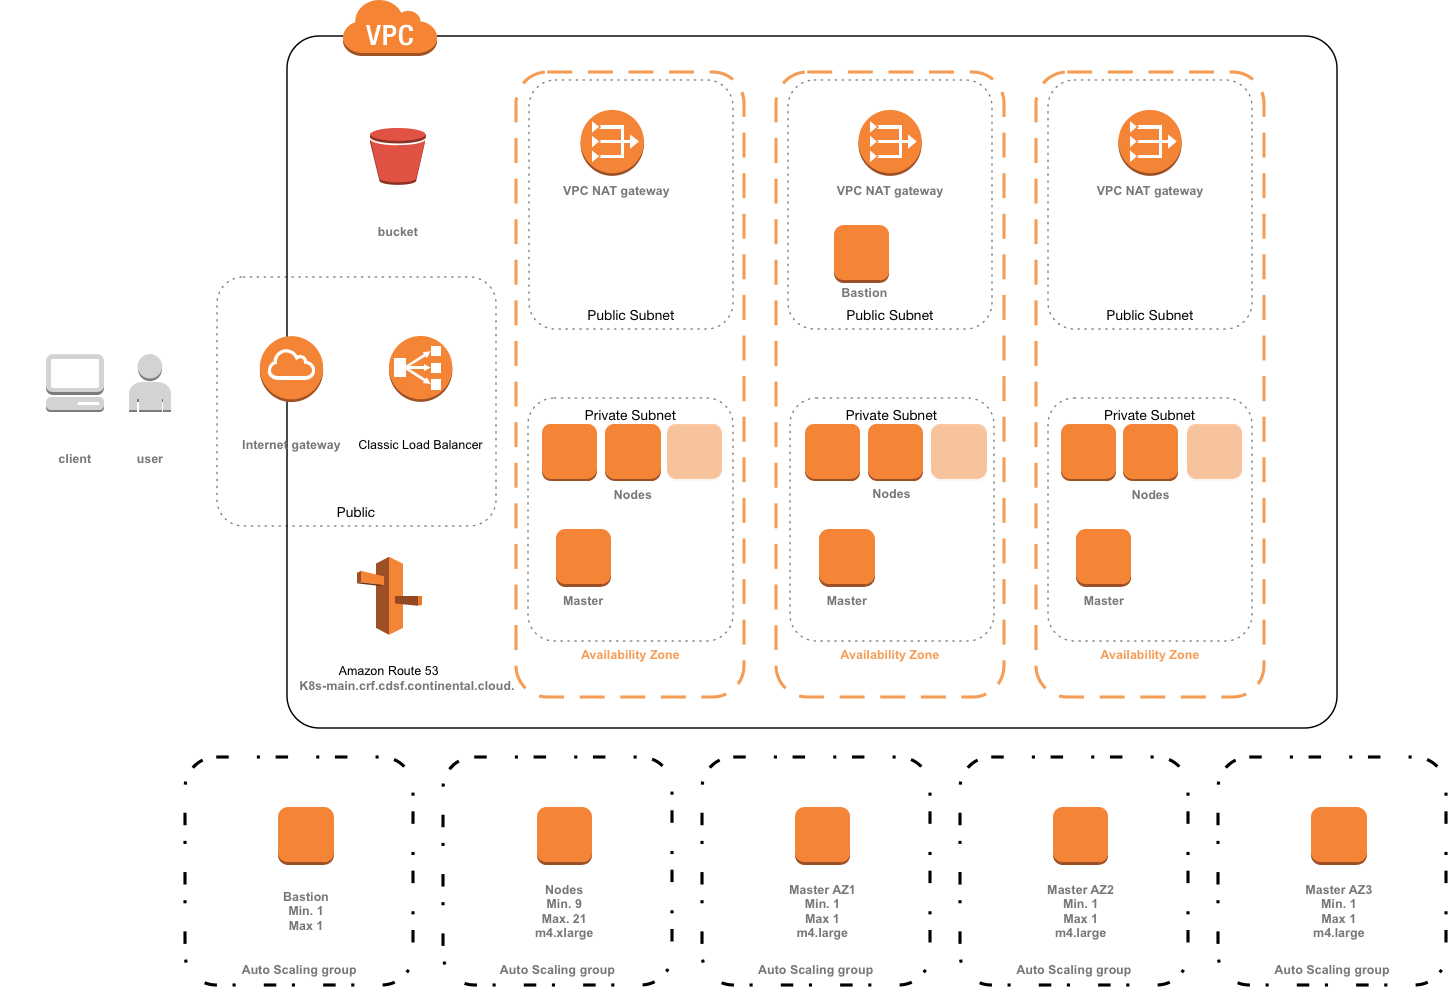 VPC
bucket
client
user
Internet gateway
Classic Load Balancer
Public
Amazon Route 53
K8s-main.crf.cdsf.continental.cloud.
VPC NAT gateway
Public Subnet
Private Subnet
Nodes
Master
Availability Zone
VPC NAT gateway
Bastion
Public Subnet
Private Subnet
Nodes
Master
Availability Zone
VPC NAT gateway
Public Subnet
Private Subnet
Nodes
Master
Availability Zone
Bastion
Min. 1
Max 1
Auto Scaling group
Nodes
Min. 9
Max. 21
m4.xlarge
Auto Scaling group
Master AZ1
Min. 1
Max 1
m4.large
Auto Scaling group
Master AZ2
Min. 1
Max 1
m4.large
Auto Scaling group
Master AZ3
Min. 1
Max 1
m4.large
Auto Scaling group